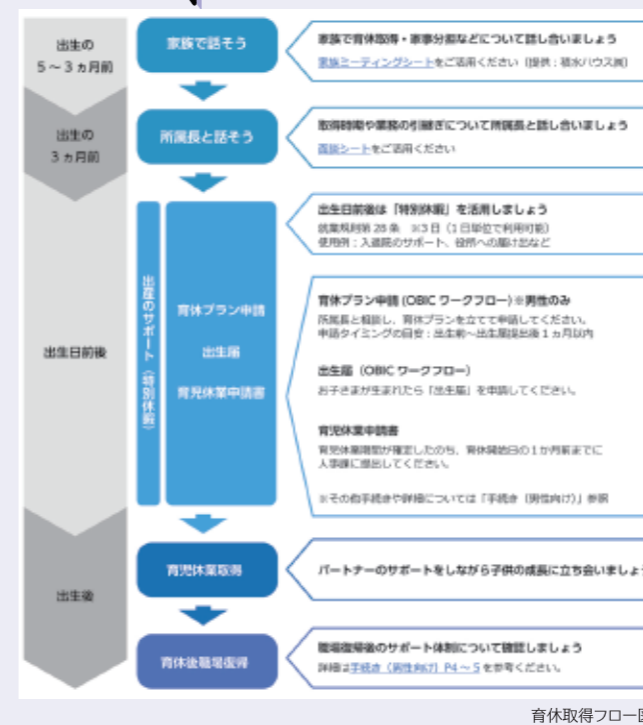 出生の
5～3ヵ月前
家族で話そう
家族で育休取得・家事分担などについて話し合いましょう
家族ミーティングシートをご活用ください（提供：積水ハウス㈱）
出生の
3ヵ月前
所属長と話そう
取得時期や業務の引継ぎについて所属長と話し合いましょう
面談シートをご活用ください
出生日前後
出産のサポート（特別休暇）
育休プラン申請
出生届
育児休業申請書
出生日前後は「特別休暇」を活用しましょう
就業規則第28条　※3日（1日単位で利用可能）
使用例：入退院のサポート、役所への届け出など
育休プラン申請(OBICワークフロー)※男性のみ
所属長と相談し、育休プランを立てて申請してください。
申請タイミングの目安：出生前～出生届提出後1ヵ月以内
出生届（OBICワークフロー）
お子さまが生まれたら「出生届」を申請してください。
育児休業申請書
育児休業期間が確定したのち、育休開始日の1か月前までに
人事課に提出してください。
※その他手続きや詳細については「手続き（男性向け）」参照
出生後
育児休業取得
パートナーのサポートをしながら子供の成長に立ち会いましょ
育休後職場復帰
職場復帰後のサポート体制について確認しましょう
詳細は手続き（男性向け）P4～5を参考ください。
育休取得フロー図